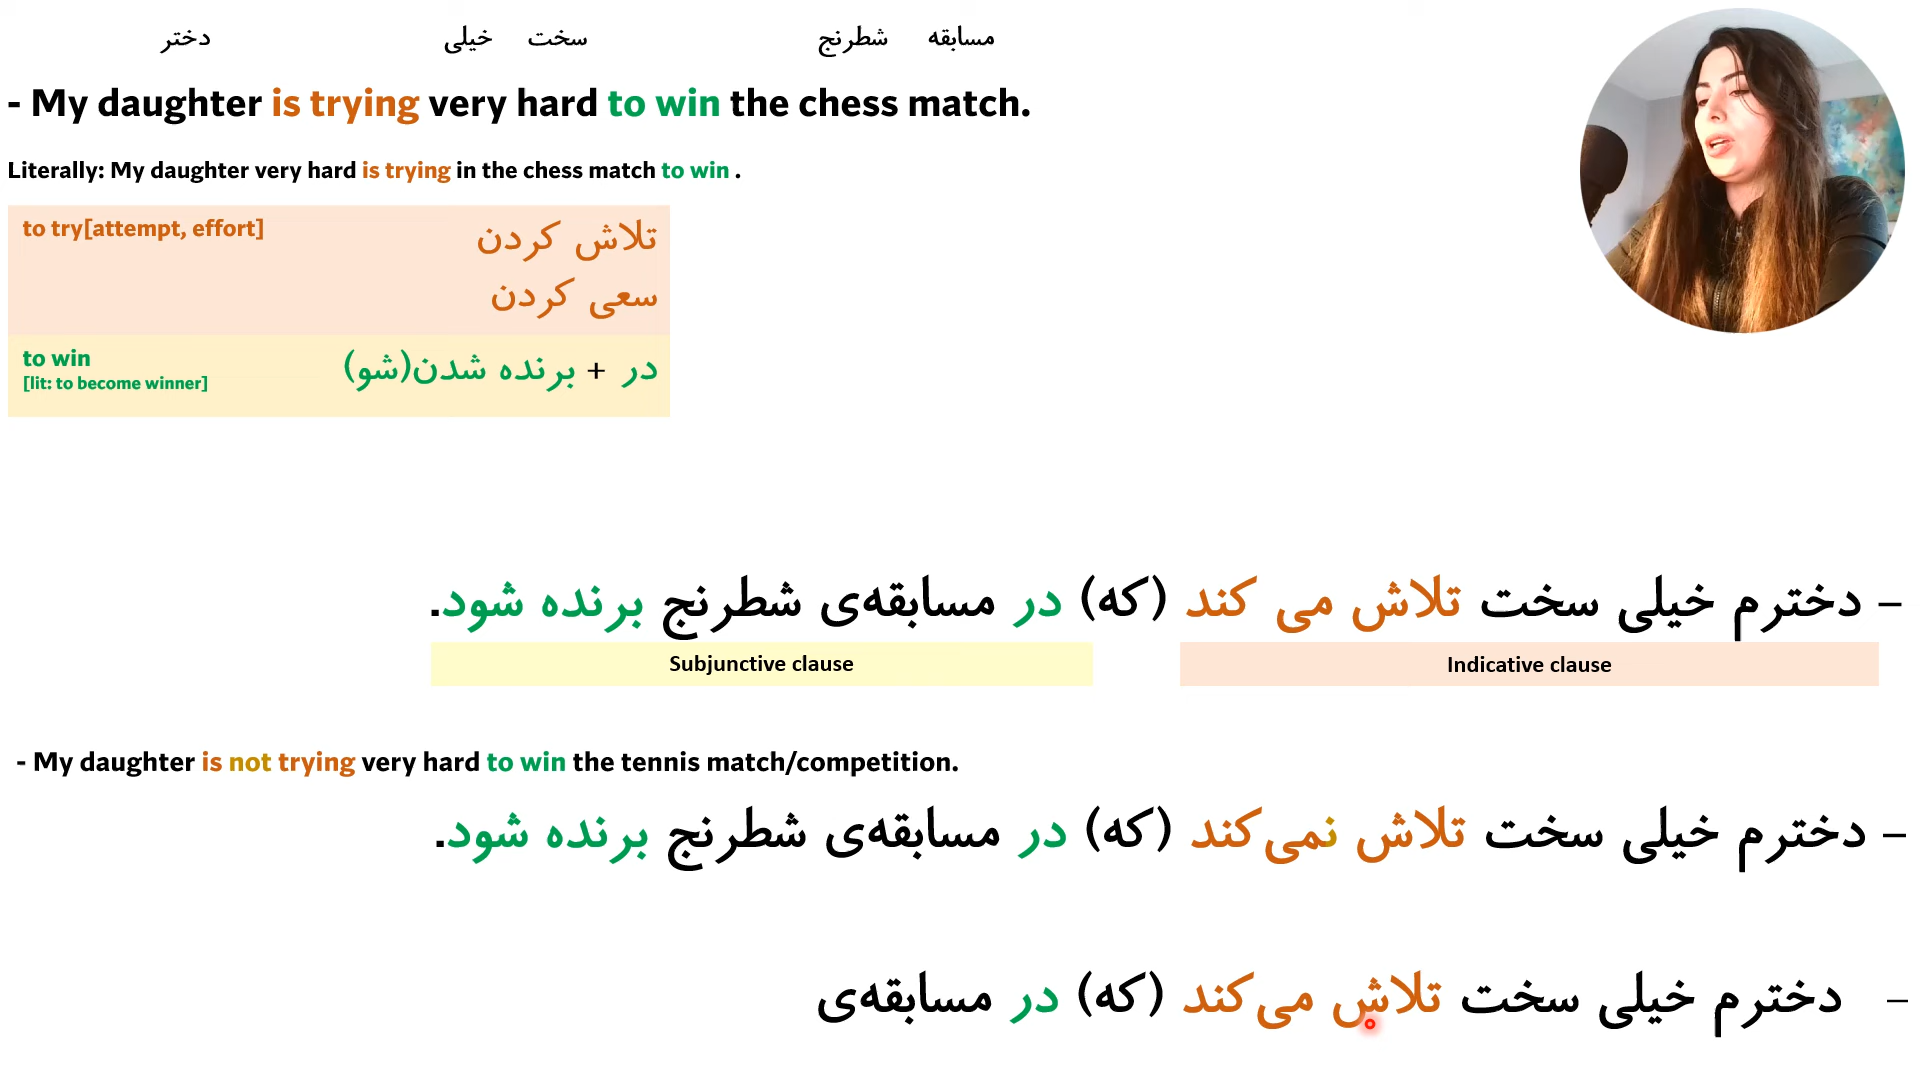 دختر خیلی سخت شطرنج مسابقه
- My daughter is trying very hard to win the chess match.
Literally: My daughter very hard is trying in the chess match to win .
to try[attempt, effort] تلاش کردن
سعی کردن
to win در + برنده شدن(شو)
[lit: to become winner]
– دخترم خیلی سخت تلاش می کند (که) در مسابقه‌ی شطرنج برنده شود.
Subjunctive clause Indicative clause
- My daughter is not trying very hard to win the tennis match/competition.
– دخترم خیلی سخت تلاش نمی‌کند (که) در مسابقه‌ی شطرنج برنده شود.
– دخترم خیلی سخت تلاش می‌کند (که) در مسابقه‌ی